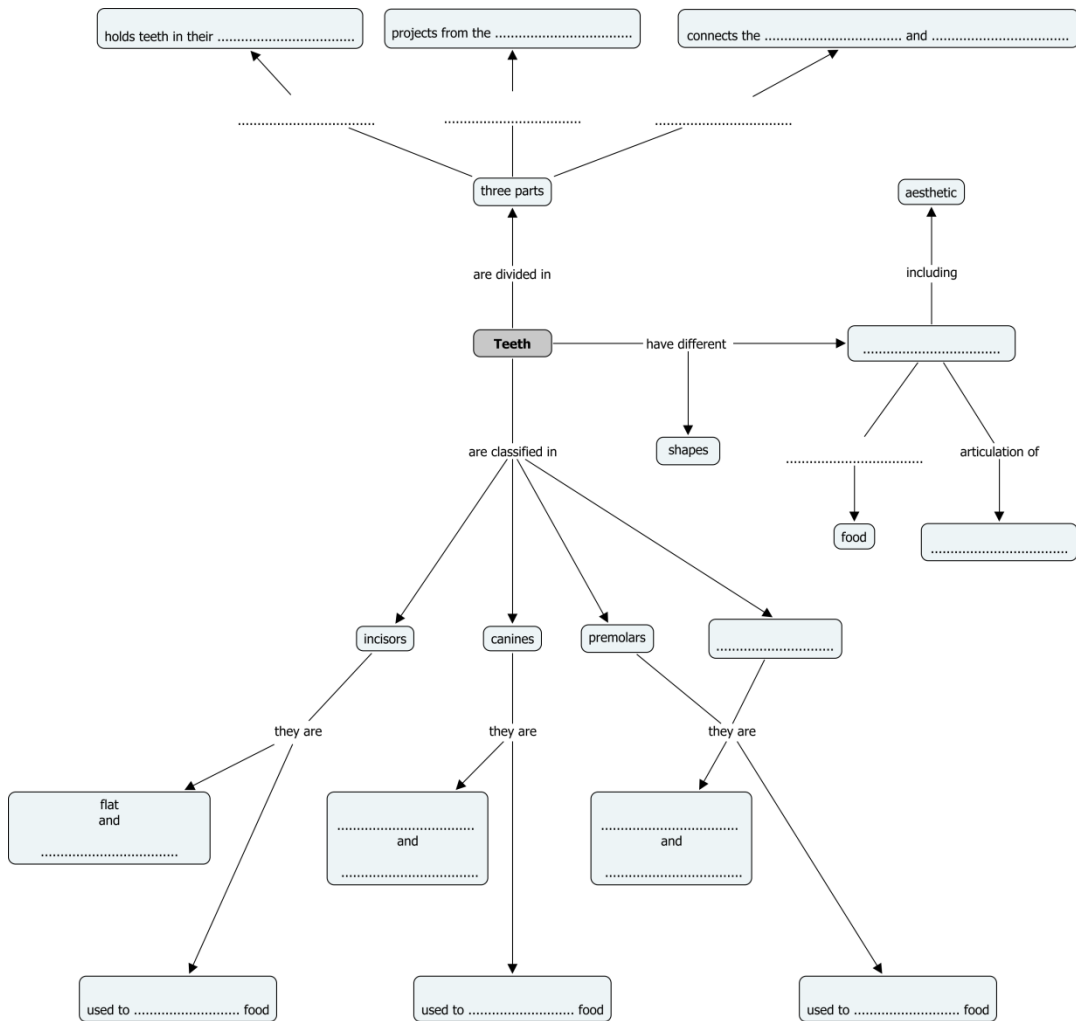 holds teeth in their ...................................
projects from the ...................................
connects the ................................... and ...................................
...................................
...................................
...................................
three parts
aesthetic
are divided in
including
Teeth
have different
...................................
are classified in
shapes
...................................
articulation of
food
...................................
incisors
canines
premolars
...................................
they are
they are
they are
flat
and
...................................
...................................
and
...................................
...................................
and
...................................
used to ........................... food
used to ........................... food
used to ........................... food